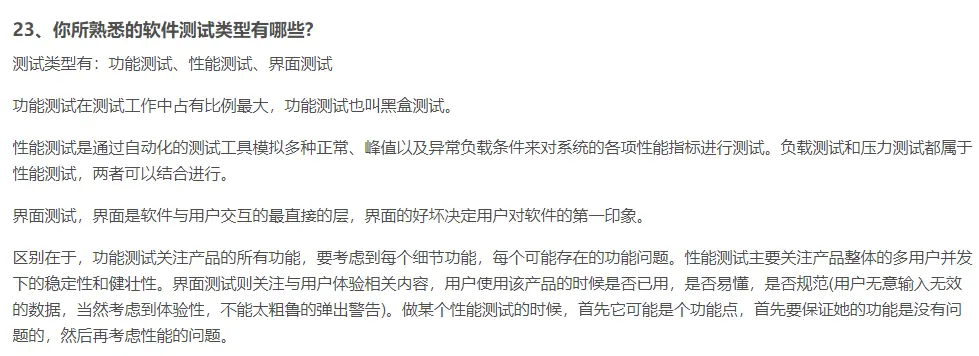 23、你所熟悉的软件测试类型有哪些?
测试类型有：功能测试、性能测试、界面测试
功能测试在测试工作中占有比例最大，功能测试也叫黑盒测试。
性能测试是通过自动化的测试工具模拟多种正常、峰值以及异常负载条件来对系统的各项性能指标进行测试。负载测试和压力测试都属于
性能测试，两者可以结合进行。
界面测试，界面是软件与用户交互的最直接的层，界面的好坏决定用户对软件的第一印象。
区别在于，功能测试关注产品的所有功能，要考虑到每个细节功能，每个可能存在的功能问题。性能测试主要关注产品整体的多用户并发
下的稳定性和健壮性。界面测试则关注与用户体验相关内容，用户使用该产品的时候是否已用，是否易懂，是否规范(用户无意输入无效
的数据，当然考虑到体验性，不能太粗鲁的弹出警告)。做某个性能测试的时候，首先它可能是个功能点，首先要保证她的功能是没有问
题的，然后再考虑性能的问题。